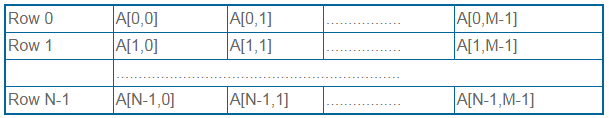 Row 0 A[0,0] A[0,1] ................. A[0,M-1]
Row 1 A[1,0] A[1,1] ................. A[1,M-1]
................................................................
Row N-1 A[N-1,0] A[N-1,1] ................. A[N-1,M-1]